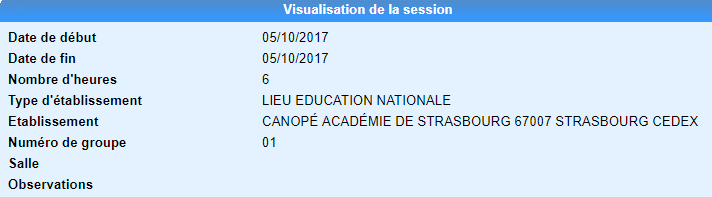 Visualisation de la session
Date de début 05/10/2017
Date de fin 05/10/2017
Nombre d'heures 6
Type d'établissement LIEU EDUCATION NATIONALE
Etablissement CANOPÉ ACADÉMIE DE STRASBOURG 67007 STRASBOURG CEDEX
Numéro de groupe 01
Salle
Observations